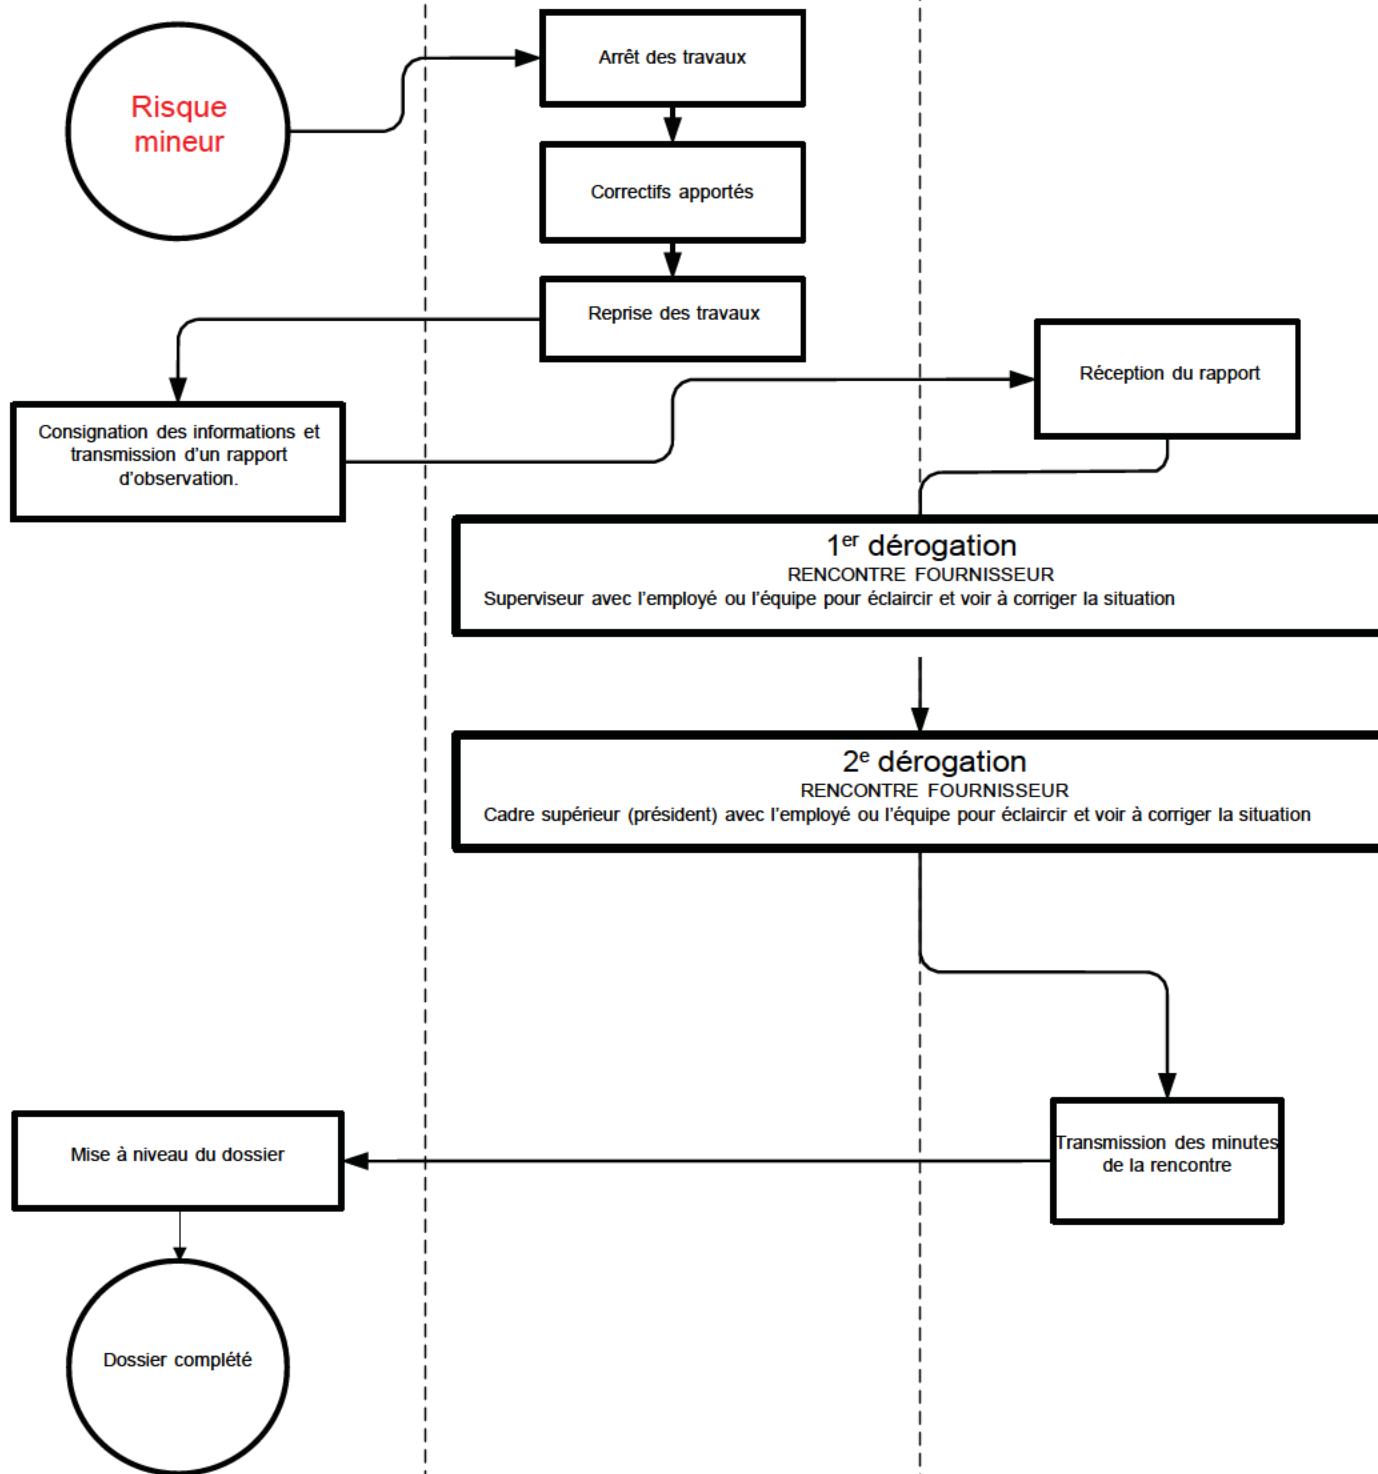 Risque
mineur
Arrêt des travaux
Correctifs apportés
Reprise des travaux
Réception du rapport
Consignation des informations et
transmission d'un rapport
d'observation.
1er dérogation
RENCONTRE FOURNISSEUR
Superviseur avec l'employé ou l'équipe pour éclaircir et voir à corriger la situation
2e dérogation
RENCONTRE FOURNISSEUR
Cadre supérieur (président) avec l'employé ou l'équipe pour éclaircir et voir à corriger la situation
Transmission des minutes
de la rencontre
Mise à niveau du dossier
Dossier complété